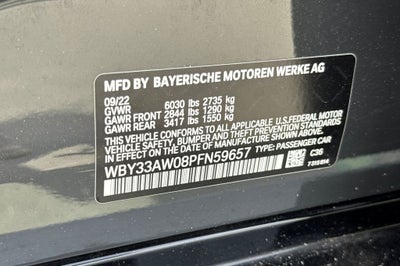 MFD BY BAYERISCHE MOTOREN WERKE AG
09/22
GVWR 6030 lbs 2735 kg
GAWR FRONT 2844 lbs 1290 kg
GAWR REAR 3417 lbs 1550 kg
THIS VEHICLE CONFORMS TO ALL APPLICABLE U.S.FEDERAL MOTOR
VEHICLE SAFETY, BUMPER, AND THEFT PREVENTION STANDARDS
IN EFFECT ON THE DATE OF MANUFACTURE SHOWN ABOVE.
WBY33AW08PFN59657 TYPE: PASSENGER CAR
C36